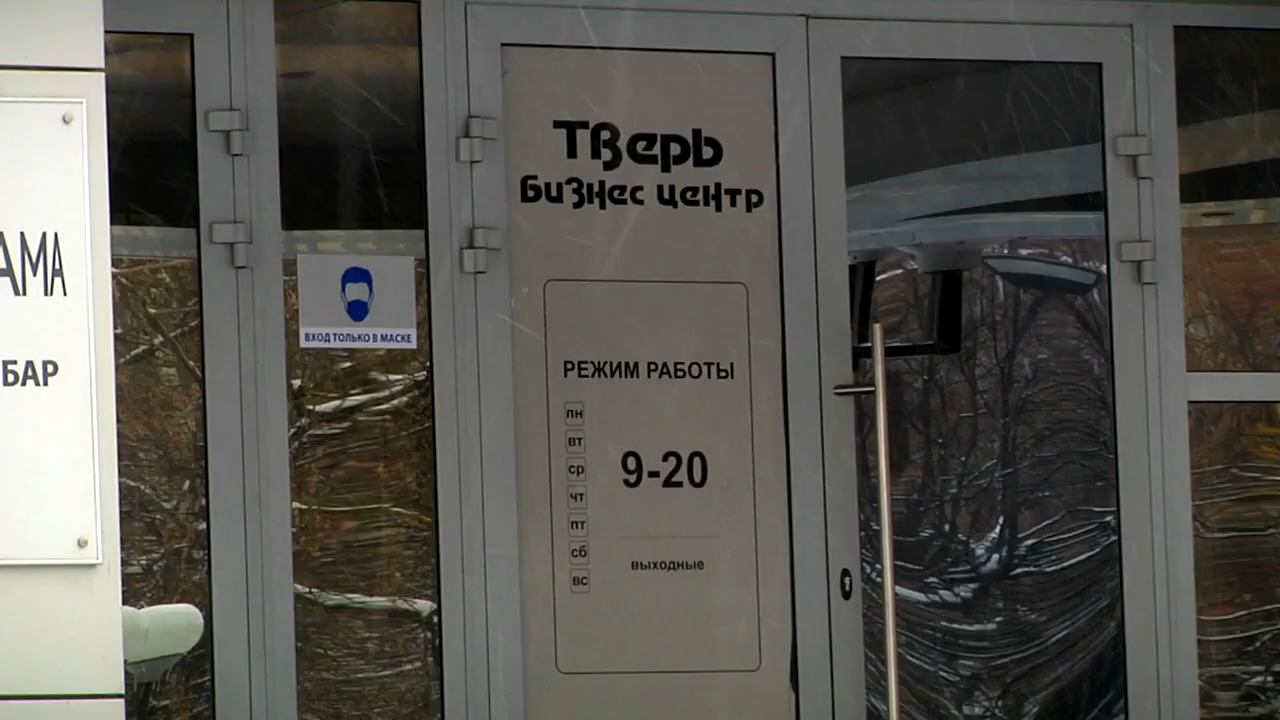 АМА
БАР
ВХОД ТОЛЬКО В МАСКЕ
Тверь
бизнес центр
РЕЖИМ РАБОТЫ
пн
вт
ср
чт
пт
сб
вс
9-20
выходные